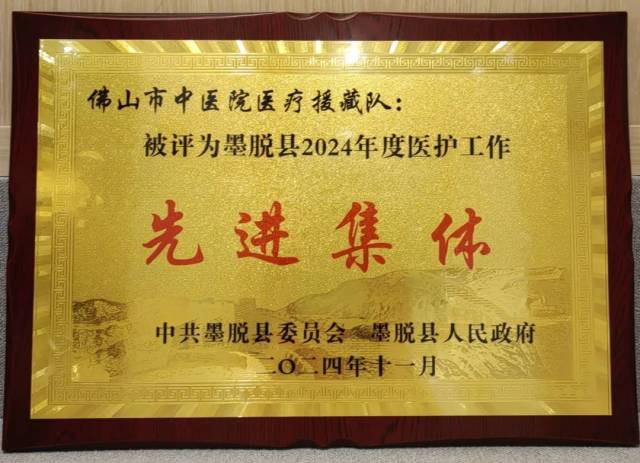 佛山市中医院医疗援藏队：
被评为墨脱县2024年度医护工作
先进集体
中共墨脱县委员会 墨脱县人民政府
二〇二四年十一月